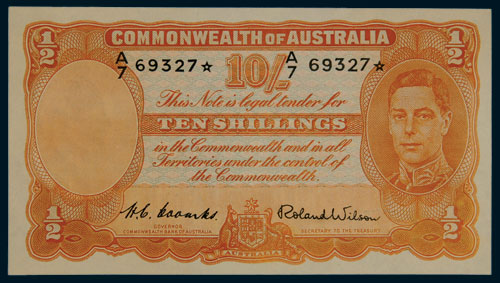 1/2 COMMONWEALTH OF AUSTRALIA 1/2
A/7 69327☆ A/7 69327☆
10/-
This Note is legal tender for
TEN SHILLINGS
in the Commonwealth and in all
Territories under the control of
the Commonwealth.
H.C. Coombs Roland Wilson
GOVERNOR SECRETARY TO THE TREASURY
COMMONWEALTH BANK OF AUSTRALIA
1/2 AUSTRALIA 1/2